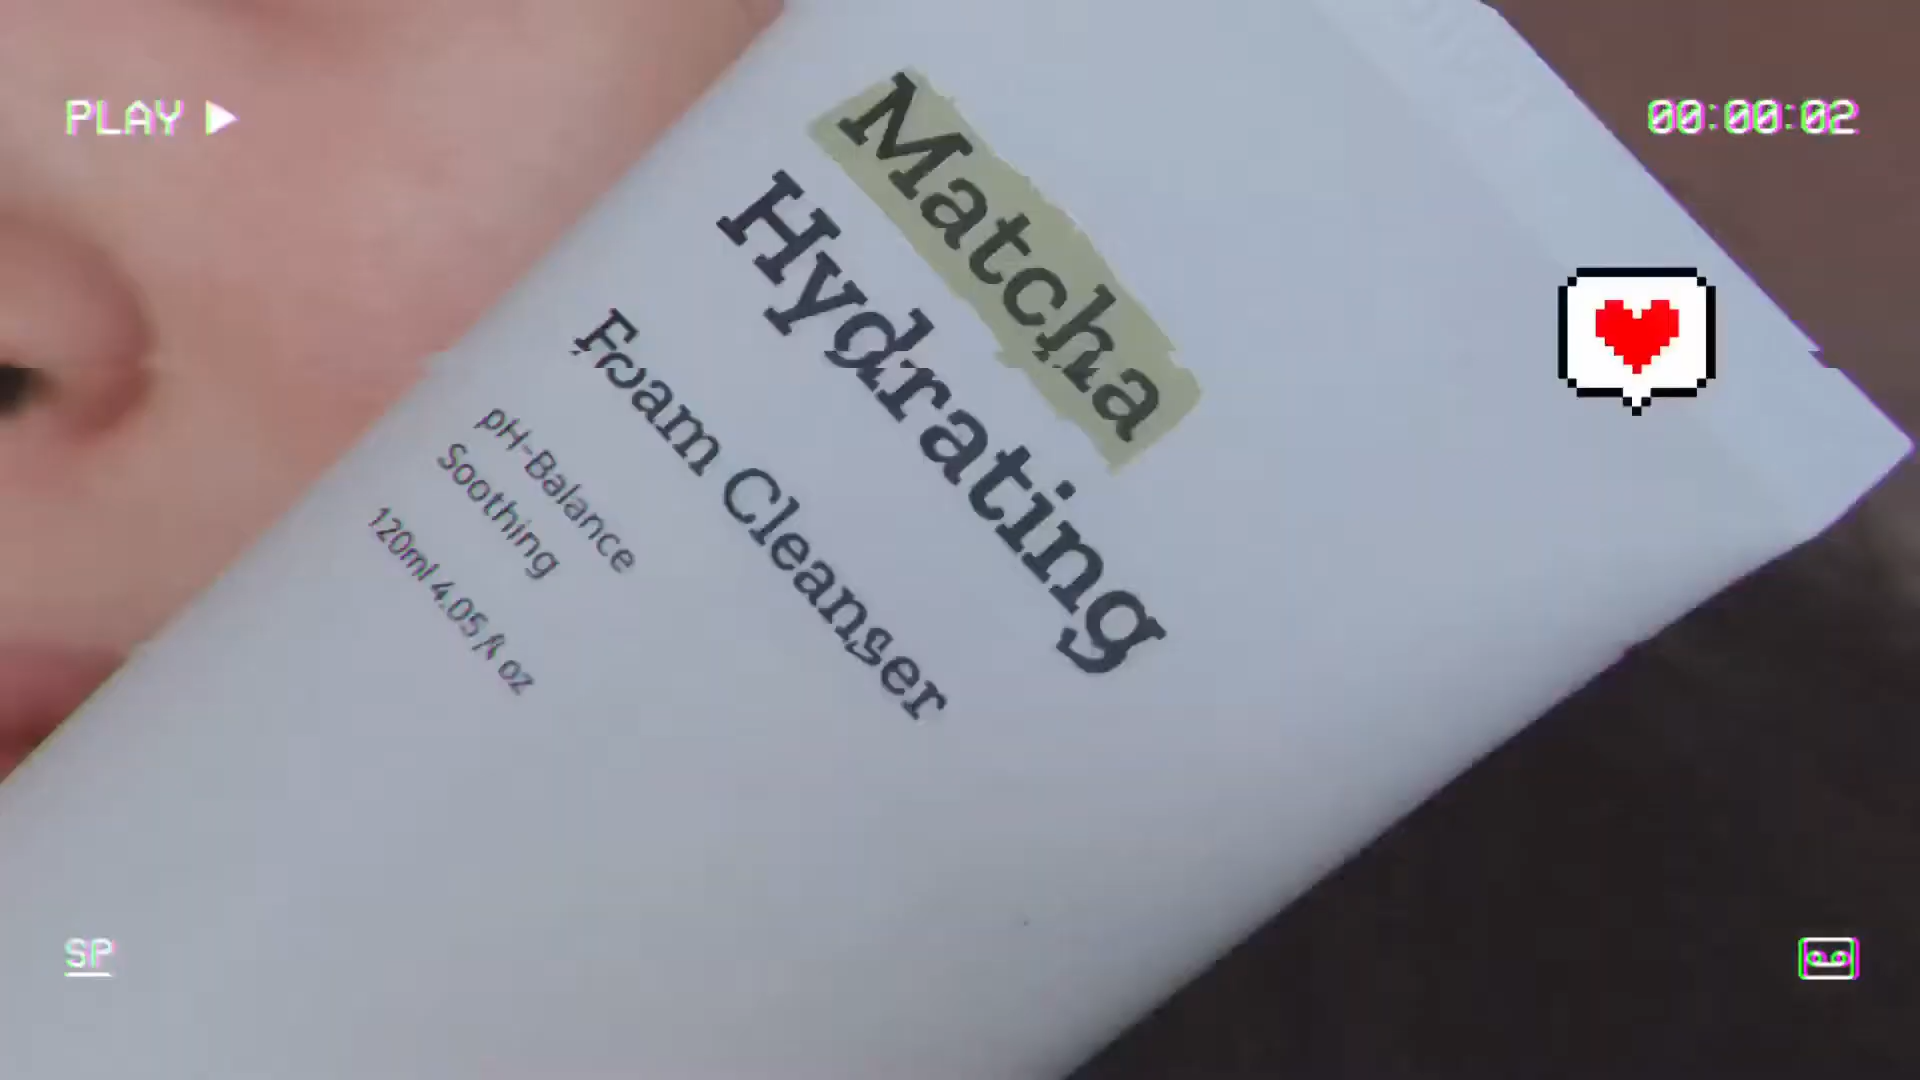 PLAY
00:00:02
Matcha
Hydrating
Foam Cleanser
pH-Balance
Soothing
120ml 4.05 fl oz
SP